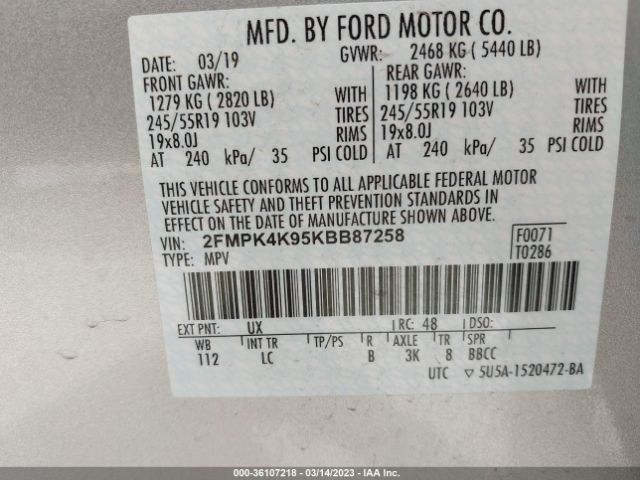 MFD. BY FORD MOTOR CO.
DATE: 03/19 GVWR: 2468 KG ( 5440 LB)
FRONT GAWR: REAR GAWR:
1279 KG ( 2820 LB) WITH 1198 KG ( 2640 LB) WITH
245/55R19 103V TIRES 245/55R19 103V TIRES
19x8.0J RIMS 19x8.0J RIMS
AT 240 kPa/ 35 PSI COLD AT 240 kPa/ 35 PSI COLD
THIS VEHICLE CONFORMS TO ALL APPLICABLE FEDERAL MOTOR
VEHICLE SAFETY AND THEFT PREVENTION STANDARDS IN
EFFECT ON THE DATE OF MANUFACTURE SHOWN ABOVE.
VIN: 2FMPK4K95KBB87258 F0071
TYPE: MPV T0286
EXT PNT: UX RC: 48 DSO:
WB INT TR TP/PS R AXLE TR SPR
112 LC B 3K 8 BBCC
UTC ▽ 5U5A-1520472-BA
000-36107218 - 03/14/2023 - IAA Inc.